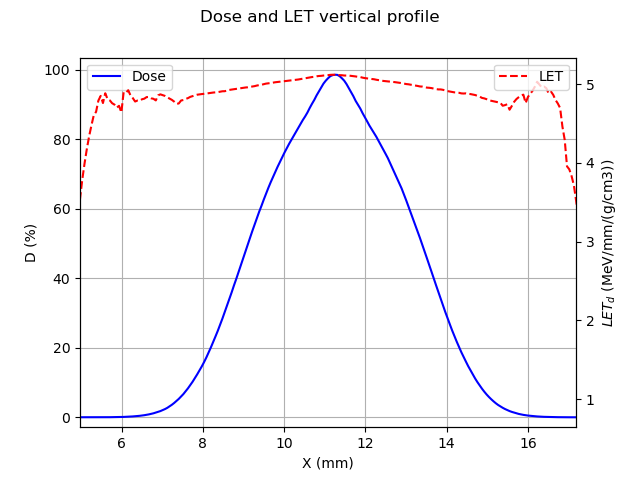 Dose and LET vertical profile
Dose
LET
D (%)
100
80
60
40
20
0
5
4
3
2
1
LET_d (MeV/mm/(g/cm3))
6 8 10 12 14 16
X (mm)